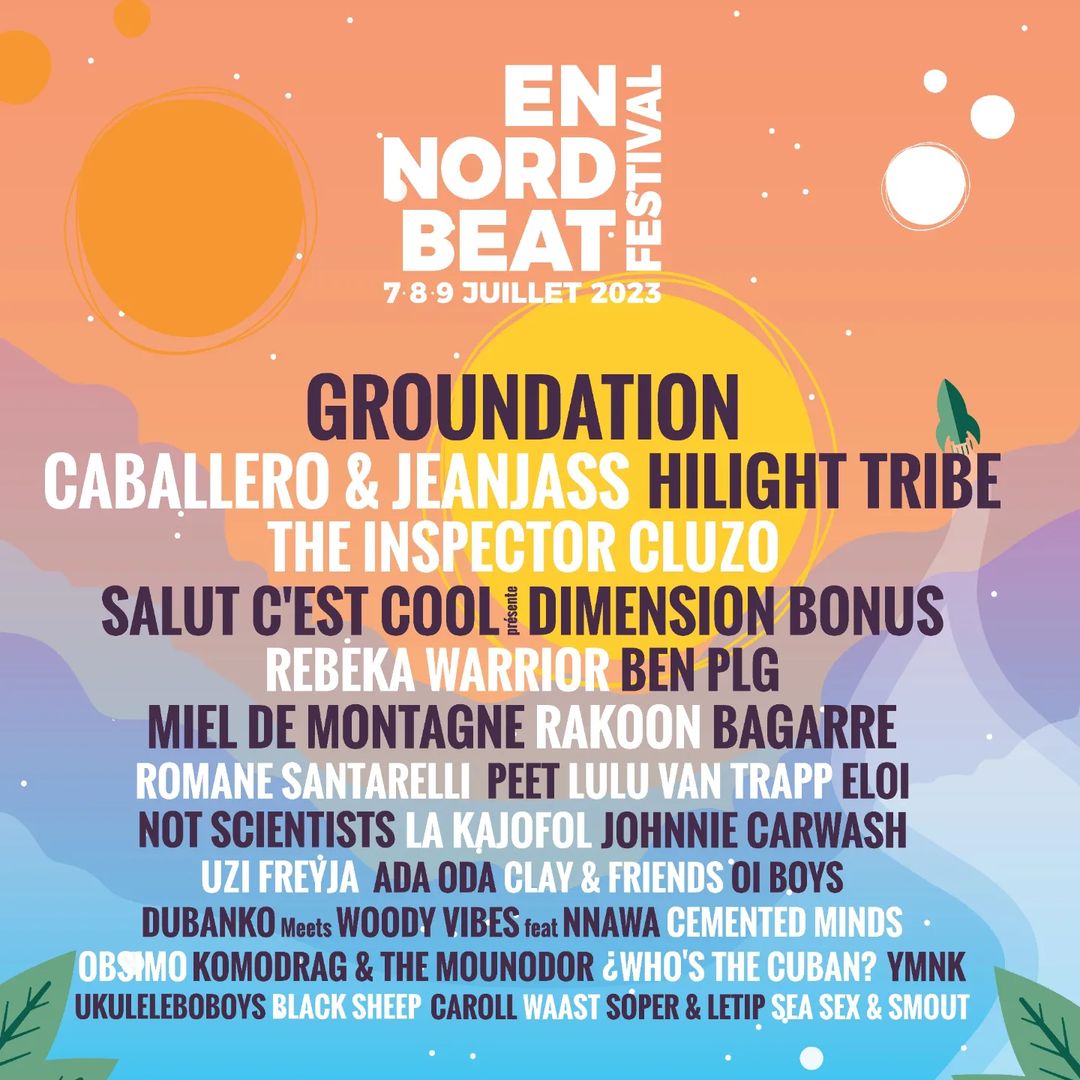 EN
NORD
BEAT
FESTIVAL
7·8·9 JUILLET 2023
GROUNDATION
CABALLERO & JEANJASS HILIGHT TRIBE
THE INSPECTOR CLUZO
SALUT C'EST COOL présente DIMENSION BONUS
REBEKA WARRIOR BEN PLG
MIEL DE MONTAGNE RAKOON BAGARRE
ROMANE SANTARELLI PEET LULU VAN TRAPP ELOI
NOT SCIENTISTS LA KAJOFOL JOHNNIE CARWASH
UZI FREYJA ADA ODA CLAY & FRIENDS OI BOYS
DUBANKO Meets WOODY VIBES feat NNAWA CEMENTED MINDS
OBSIMO KOMODRAG & THE MOUNODOR ¿WHO'S THE CUBAN? YMNK
UKULELEBOBOYS BLACK SHEEP CAROLL WAAST SOPER & LETIP SEA SEX & SMOUT